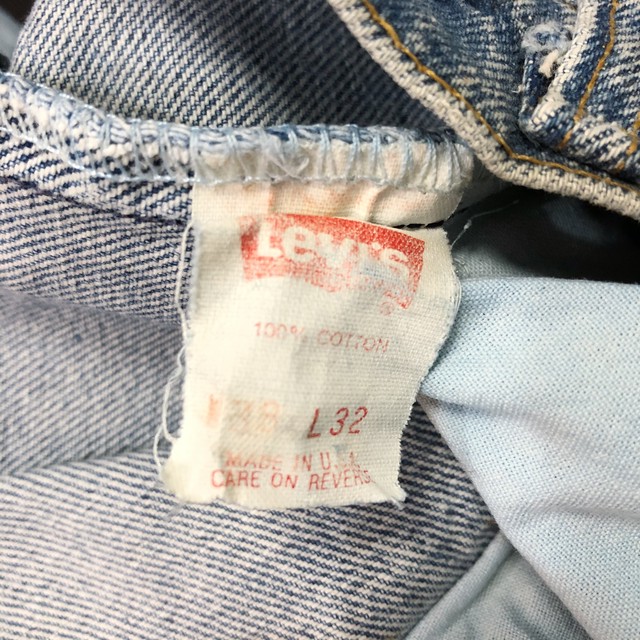 Levi's
100% COTTON
L32
MADE IN U.S.A
CARE ON REVERSE